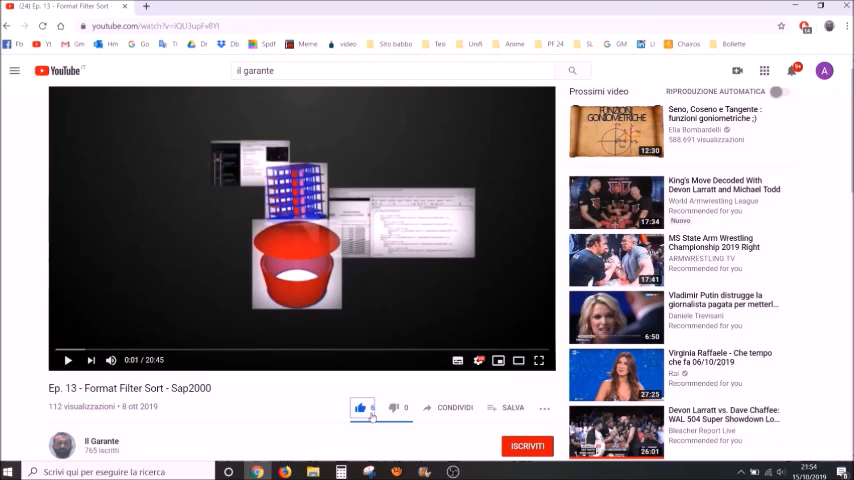 (24) Ep. 13 - Format Filter Sort - Sap2000
youtube.com/watch?v=iQU3upFv8YI
Fb Yt Gm Hm Go Tr Dr Db Spdf Meme video Sito babbo Tesi Unifi Anime PF 24 SL GM LI Chairos Bollette
YouTube IT
il garante
9+
A
Prossimi video RIPRODUZIONE AUTOMATICA
FUNZIONI
GONIOMETRICHE
12:30
Seno, Coseno e Tangente :
funzioni goniometriche ;)
Elia Bombardelli
588.691 visualizzazioni
17:34
King's Move Decoded With
Devon Larratt and Michael Todd
World Armwrestling League
Recommended for you
Nuovo
17:41
MS State Arm Wrestling
Championship 2019 Right
ARMWRESTLING TV
Recommended for you
6:50
Vladimir Putin distrugge la
giornalista pagata per metterl...
Daniele Trevisani
Recommended for you
27:25
Virginia Raffaele - Che tempo
che fa 06/10/2019
Rai
Recommended for you
26:01
Devon Larratt vs. Dave Chaffee:
WAL 504 Super Showdown Lo...
Bleacher Report Live
Recommended for you
0:01 / 20:45
Ep. 13 - Format Filter Sort - Sap2000
112 visualizzazioni • 8 ott 2019
6 0 CONDIVIDI SALVA
Il Garante
765 iscritti
ISCRIVITI
Scrivi qui per eseguire la ricerca
21:54
15/10/2019